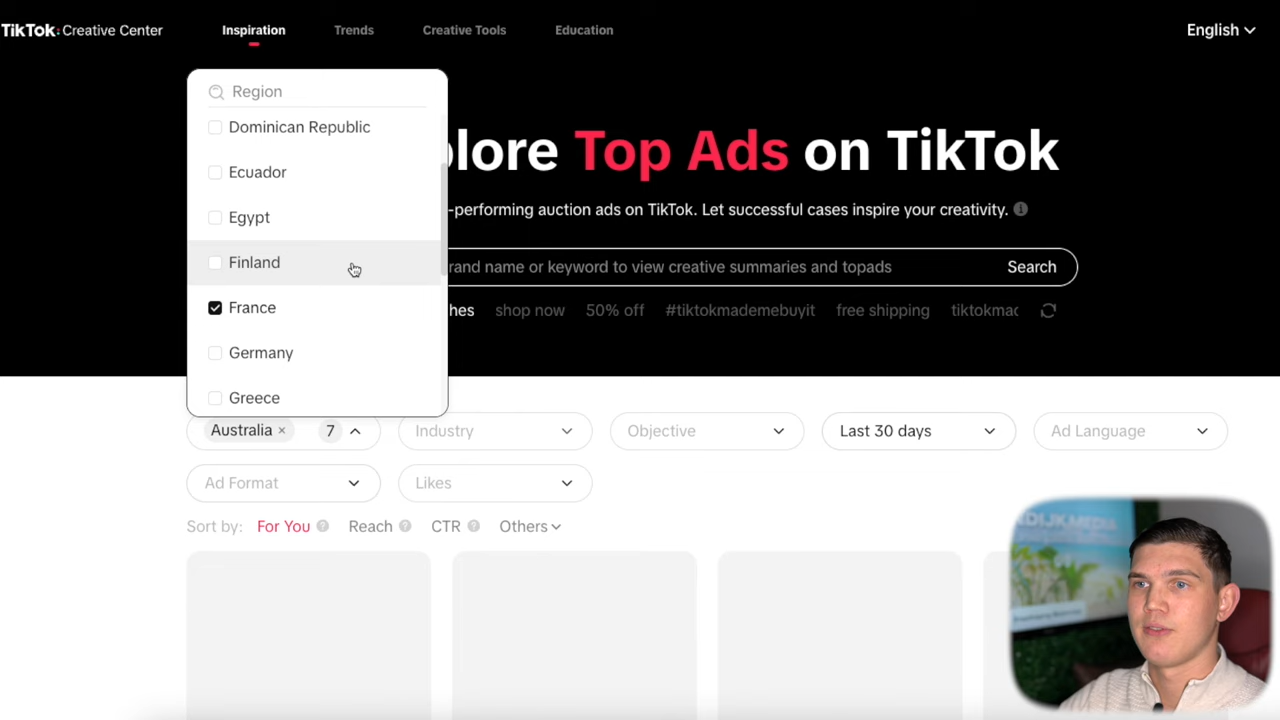 TikTok: Creative Center
Inspiration
Trends
Creative Tools
Education
English
Region
Dominican Republic
Ecuador
Egypt
Finland
France
Germany
Greece
plore Top Ads on TikTok
-performing auction ads on TikTok. Let successful cases inspire your creativity.
rand name or keyword to view creative summaries and topads
Search
hes
shop now
50% off
#tiktokmademebuyit
free shipping
tiktokmad
Australia ×
7
Industry
Objective
Last 30 days
Ad Language
Ad Format
Likes
Sort by:
For You
Reach
CTR
Others
RDIJKMEDIA